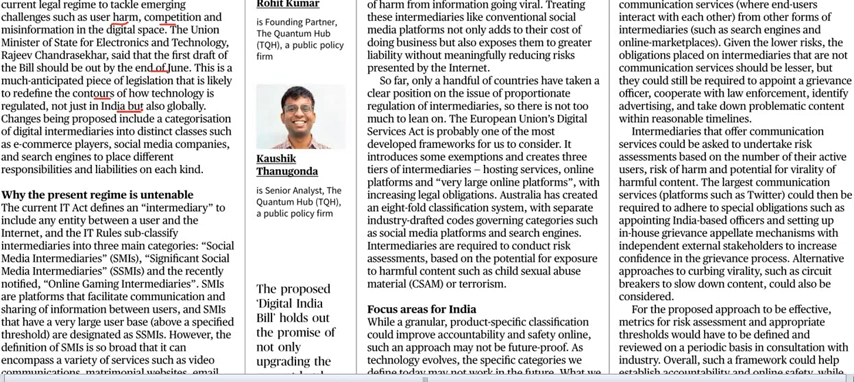 current legal regime to tackle emerging
challenges such as user harm, competition and
misinformation in the digital space. The Union
Minister of State for Electronics and Technology,
Rajeev Chandrasekhar, said that the first draft of
the Bill should be out by the end of June. This is a
much-anticipated piece of legislation that is likely
to redefine the contours of how technology is
regulated, not just in India but also globally.
Changes being proposed include a categorisation
of digital intermediaries into distinct classes such
as e-commerce players, social media companies,
and search engines to place different
responsibilities and liabilities on each kind.
Why the present regime is untenable
The current IT Act defines an “intermediary” to
include any entity between a user and the
Internet, and the IT Rules sub-classify
intermediaries into three main categories: “Social
Media Intermediaries” (SMIs), “Significant Social
Media Intermediaries” (SSMIs) and the recently
notified, “Online Gaming Intermediaries”. SMIs
are platforms that facilitate communication and
sharing of information between users, and SMIs
that have a very large user base (above a specified
threshold) are designated as SSMIs. However, the
definition of SMIs is so broad that it can
encompass a variety of services such as video
communications, matrimonial websites, email
Rohit Kumar
is Founding Partner,
The Quantum Hub
(TQH), a public policy
firm
Kaushik
Thanugonda
is Senior Analyst, The
Quantum Hub (TQH),
a public policy firm
The proposed
‘Digital India
Bill’ holds out
the promise of
not only
upgrading the
of harm from information going viral. Treating
these intermediaries like conventional social
media platforms not only adds to their cost of
doing business but also exposes them to greater
liability without meaningfully reducing risks
presented by the Internet.
So far, only a handful of countries have taken a
clear position on the issue of proportionate
regulation of intermediaries, so there is not too
much to lean on. The European Union’s Digital
Services Act is probably one of the most
developed frameworks for us to consider. It
introduces some exemptions and creates three
tiers of intermediaries — hosting services, online
platforms and “very large online platforms”, with
increasing legal obligations. Australia has created
an eight-fold classification system, with separate
industry-drafted codes governing categories such
as social media platforms and search engines.
Intermediaries are required to conduct risk
assessments, based on the potential for exposure
to harmful content such as child sexual abuse
material (CSAM) or terrorism.
Focus areas for India
While a granular, product-specific classification
could improve accountability and safety online,
such an approach may not be future-proof. As
technology evolves, the specific categories we
define today may not work in the future. What we
communication services (where end-users
interact with each other) from other forms of
intermediaries (such as search engines and
online-marketplaces). Given the lower risks, the
obligations placed on intermediaries that are not
communication services should be lesser, but
they could still be required to appoint a grievance
officer, cooperate with law enforcement, identify
advertising, and take down problematic content
within reasonable timelines.
Intermediaries that offer communication
services could be asked to undertake risk
assessments based on the number of their active
users, risk of harm and potential for virality of
harmful content. The largest communication
services (platforms such as Twitter) could then be
required to adhere to special obligations such as
appointing India-based officers and setting up
in-house grievance appellate mechanisms with
independent external stakeholders to increase
confidence in the grievance process. Alternative
approaches to curbing virality, such as circuit
breakers to slow down content, could also be
considered.
For the proposed approach to be effective,
metrics for risk assessment and appropriate
thresholds would have to be defined and
reviewed on a periodic basis in consultation with
industry. Overall, such a framework could help
establish accountability and online safety, while